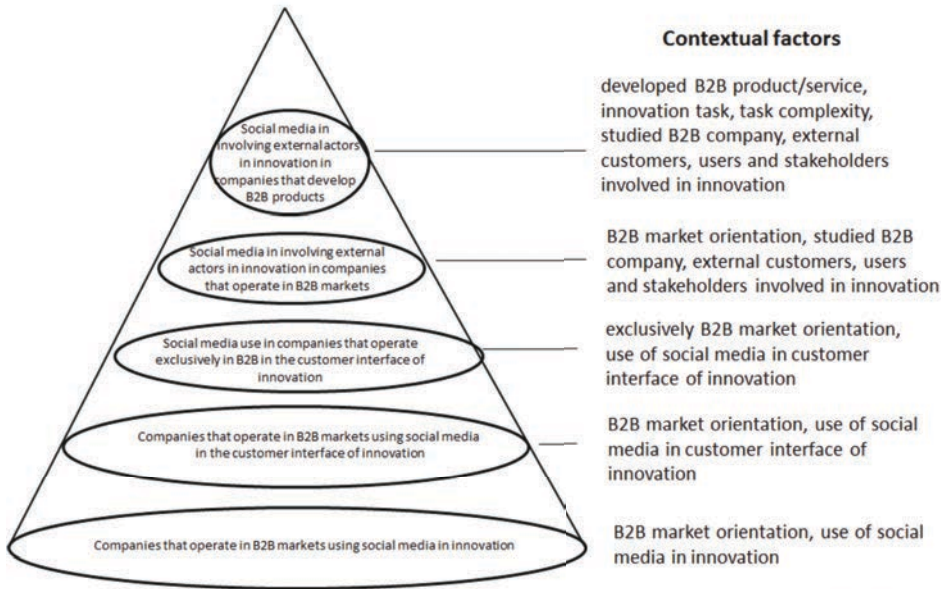 Contextual factors
Social media in
involving external actors
in innovation in
companies that develop
B2B products
developed B2B product/service,
innovation task, task complexity,
studied B2B company, external
customers, users and stakeholders
involved in innovation
Social media in involving external
actors in innovation in companies
that operate in B2B markets
B2B market orientation, studied B2B
company, external customers, users
and stakeholders involved in innovation
Social media use in companies that operate
exclusively in B2B in the customer interface of
innovation
exclusively B2B market orientation,
use of social media in customer
interface of innovation
Companies that operate in B2B markets using social media
in the customer interface of innovation
B2B market orientation, use of social
media in customer interface of
innovation
Companies that operate in B2B markets using social media in innovation
B2B market orientation, use of social
media in innovation